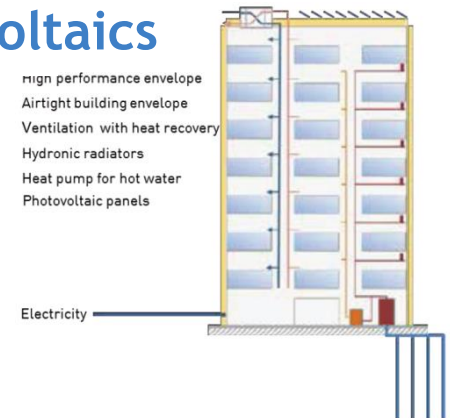 oltaics
High performance envelope
Airtight building envelope
Ventilation with heat recovery
Hydronic radiators
Heat pump for hot water
Photovoltaic panels
Electricity